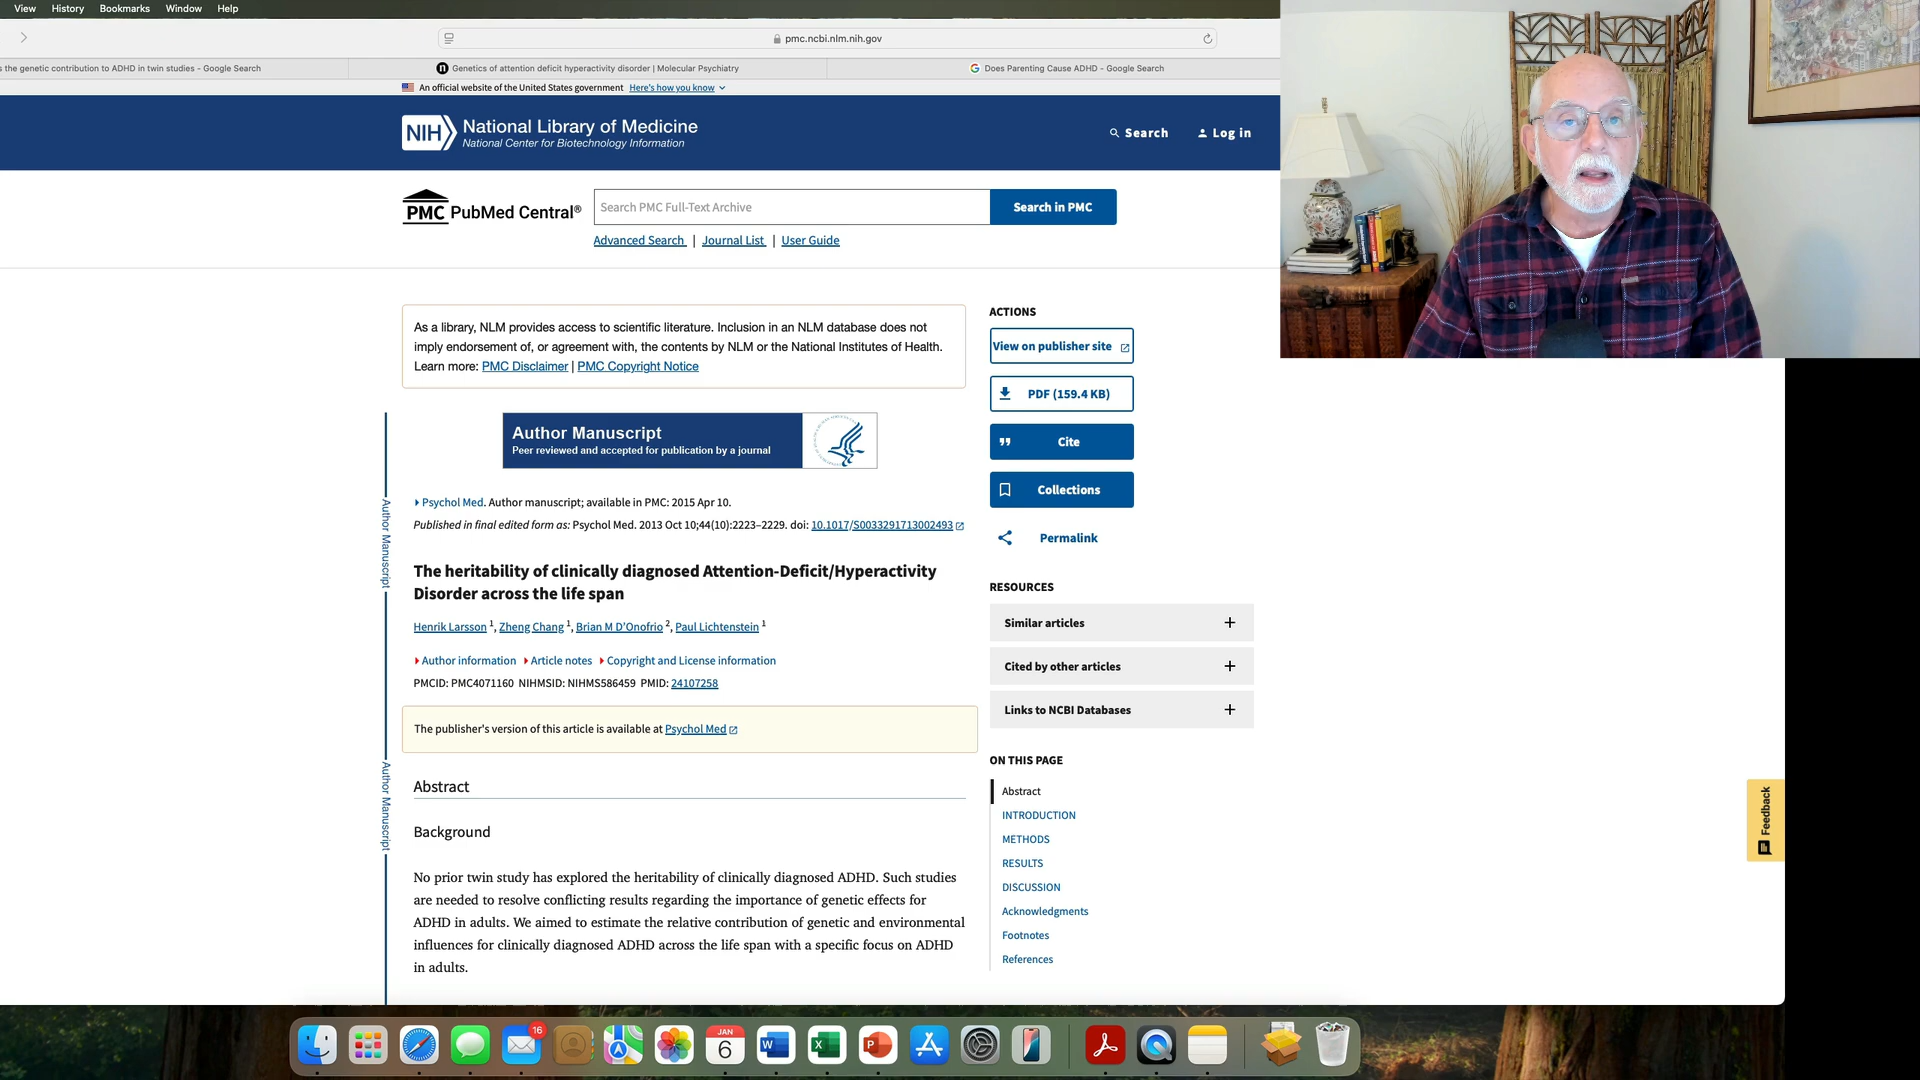 View History Bookmarks Window Help
pmc.ncbi.nlm.nih.gov
s the genetic contribution to ADHD in twin studies - Google Search
Genetics of attention deficit hyperactivity disorder | Molecular Psychiatry
Does Parenting Cause ADHD - Google Search
An official website of the United States government Here's how you know
NIH National Library of Medicine
National Center for Biotechnology Information
Search Log in
PMC PubMed Central®
Search PMC Full-Text Archive
Search in PMC
Advanced Search | Journal List | User Guide
As a library, NLM provides access to scientific literature. Inclusion in an NLM database does not
imply endorsement of, or agreement with, the contents by NLM or the National Institutes of Health.
Learn more: PMC Disclaimer | PMC Copyright Notice
Author Manuscript
Peer reviewed and accepted for publication by a journal
Author Manuscript
Author Manuscript
Psychol Med. Author manuscript; available in PMC: 2015 Apr 10.
Published in final edited form as: Psychol Med. 2013 Oct 10;44(10):2223–2229. doi: 10.1017/S0033291713002493
The heritability of clinically diagnosed Attention-Deficit/Hyperactivity
Disorder across the life span
Henrik Larsson 1, Zheng Chang 1, Brian M D'Onofrio 2, Paul Lichtenstein 1
Author information Article notes Copyright and License information
PMCID: PMC4071160 NIHMSID: NIHMS586459 PMID: 24107258
The publisher's version of this article is available at Psychol Med
Abstract
Background
No prior twin study has explored the heritability of clinically diagnosed ADHD. Such studies
are needed to resolve conflicting results regarding the importance of genetic effects for
ADHD in adults. We aimed to estimate the relative contribution of genetic and environmental
influences for clinically diagnosed ADHD across the life span with a specific focus on ADHD
in adults.
ACTIONS
View on publisher site
PDF (159.4 KB)
Cite
Collections
Permalink
RESOURCES
Similar articles
Cited by other articles
Links to NCBI Databases
ON THIS PAGE
Abstract
INTRODUCTION
METHODS
RESULTS
DISCUSSION
Acknowledgments
Footnotes
References
Feedback
16
JAN
6
W
X
P